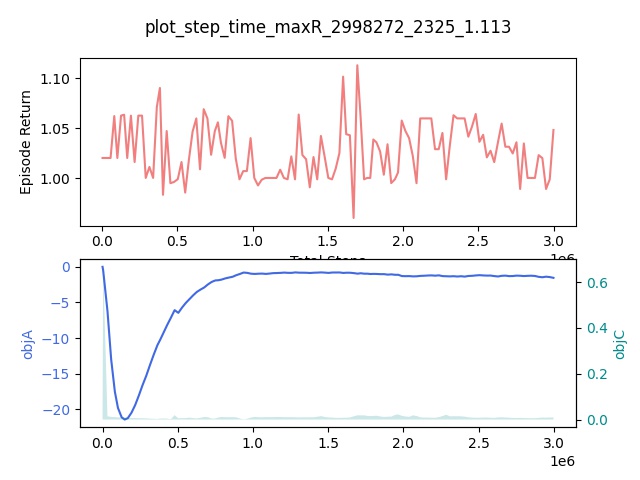 plot_step_time_maxR_2998272_2325_1.113
1.10
1.05
1.00
Episode Return
0.0 0.5 1.0 1.5 2.0 2.5 3.0
1e6
Total Steps
0
−5
−10
−15
−20
objA
0.6
0.4
0.2
0.0
objC
0.0 0.5 1.0 1.5 2.0 2.5 3.0
1e6